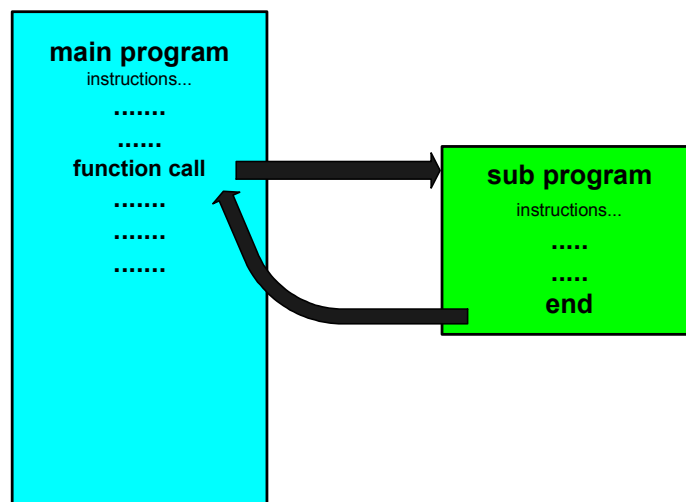 main program
instructions...
.......
......
function call
.......
.......
.......
sub program
instructions...
.....
.....
end